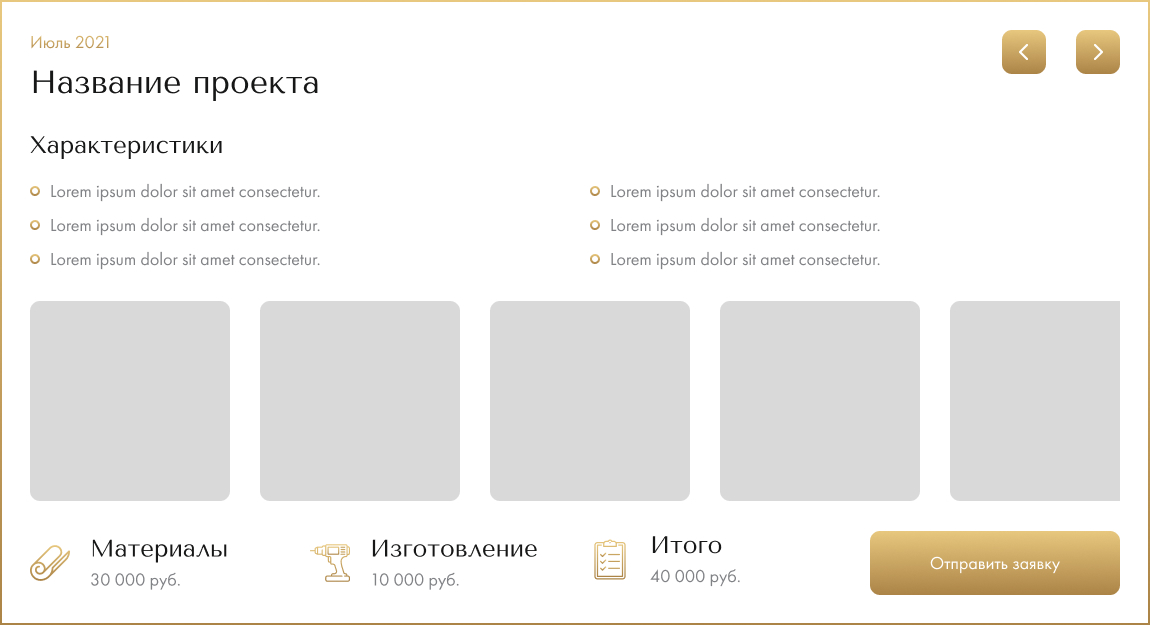 Июль 2021
Название проекта
Характеристики
Lorem ipsum dolor sit amet consectetur.
Lorem ipsum dolor sit amet consectetur.
Lorem ipsum dolor sit amet consectetur.
Lorem ipsum dolor sit amet consectetur.
Lorem ipsum dolor sit amet consectetur.
Lorem ipsum dolor sit amet consectetur.
Материалы
30 000 руб.
Изготовление
10 000 руб.
Итого
40 000 руб.
Отправить заявку